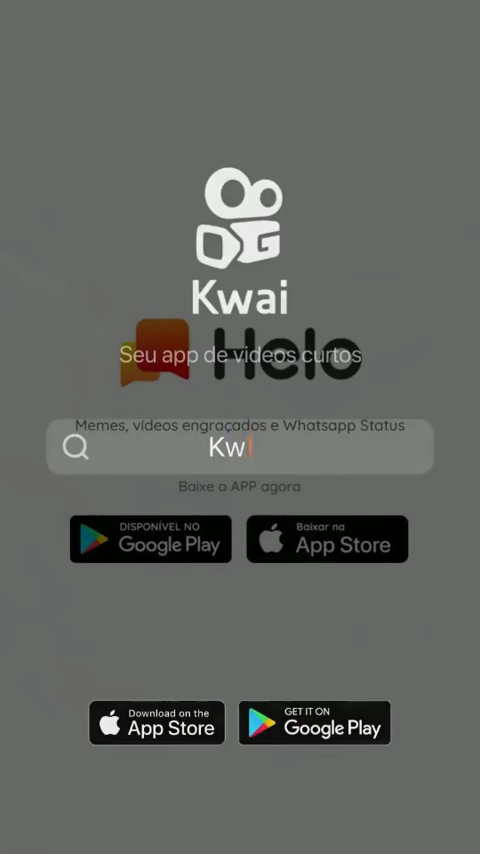 Kwai
Helo
Seu app de vídeos curtos
Memes, vídeos engraçados e Whatsapp Status
Kw
Baixe o APP agora
DISPONÍVEL NO
Google Play
Baixar na
App Store
Download on the
App Store
GET IT ON
Google Play